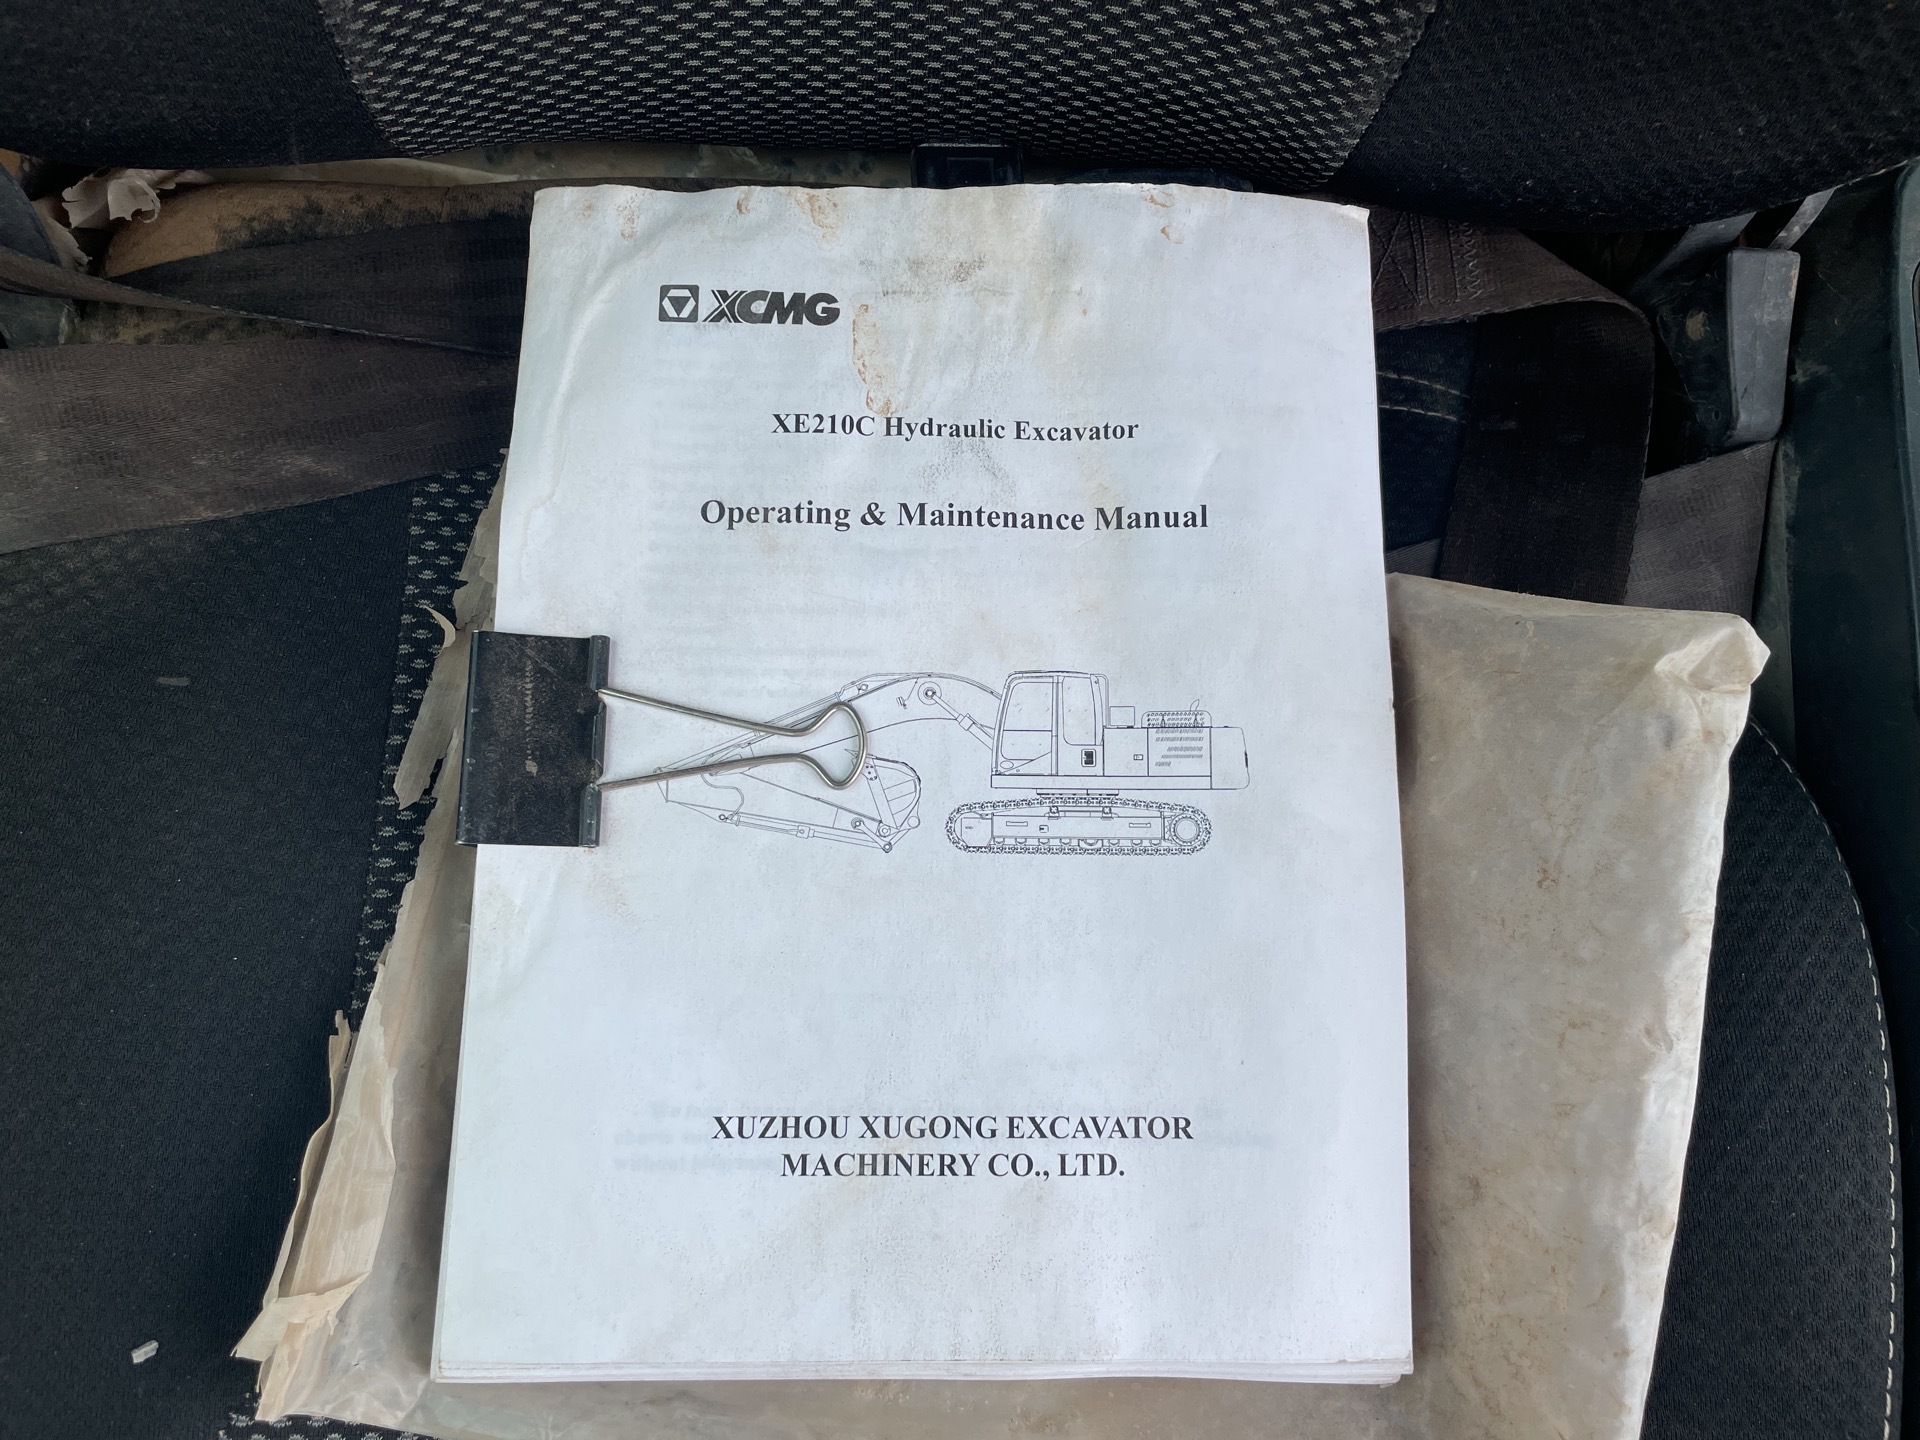 XCMG
XE210C Hydraulic Excavator
Operating & Maintenance Manual
XUZHOU XUGONG EXCAVATOR
MACHINERY CO., LTD.